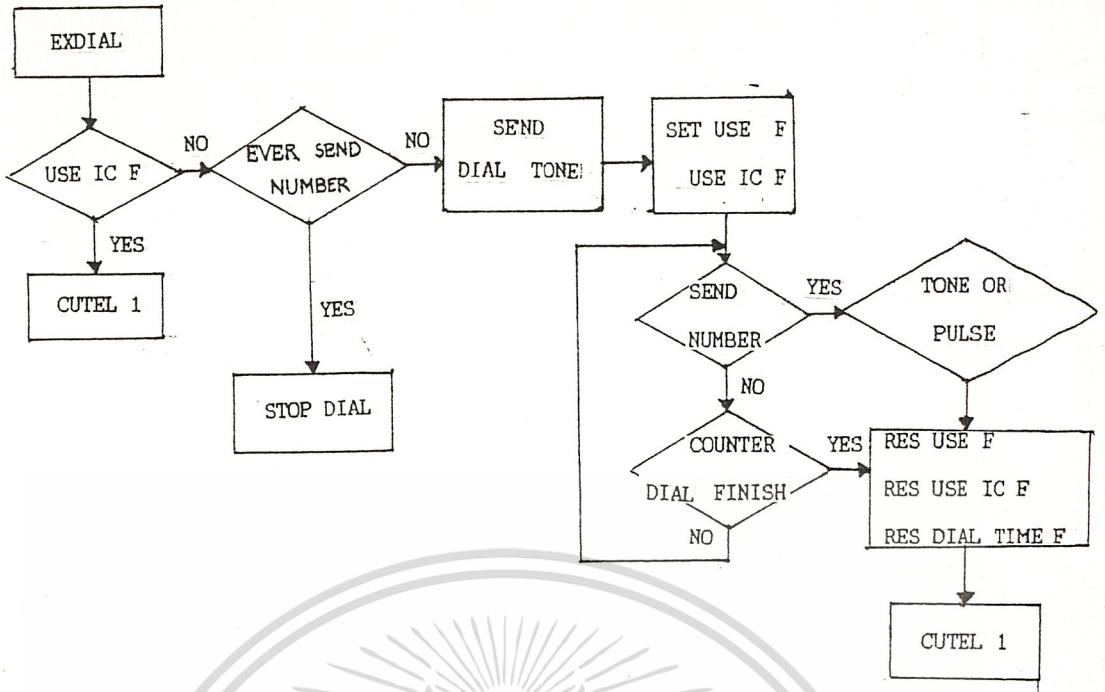 EXDIAL
USE IC F
NO
YES
CUTEL 1
EVER SEND
NUMBER
NO
YES
STOP DIAL
SEND
DIAL TONE
SET USE F
USE IC F
SEND
NUMBER
YES
NO
TONE OR
PULSE
COUNTER
DIAL FINISH
YES
NO
RES USE F
RES USE IC F
RES DIAL TIME F
CUTEL 1